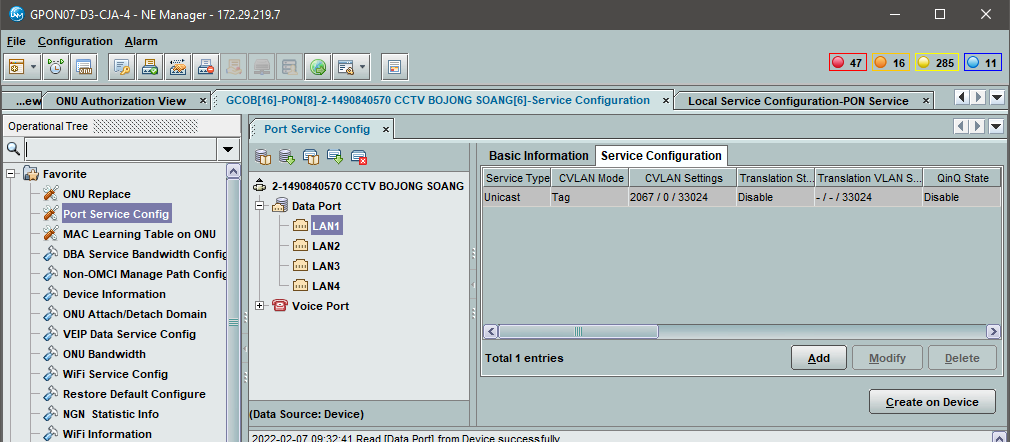 GPON07-D3-CJA-4 - NE Manager - 172.29.219.7
File Configuration Alarm
47 16 285 11
...ew ONU Authorization View GCOB[16]-PON[8]-2-1490840570 CCTV BOJONG SOANG[6]-Service Configuration Local Service Configuration-PON Service
Operational Tree
Favorite
ONU Replace
Port Service Config
MAC Learning Table on ONU
DBA Service Bandwidth Config
Non-OMCI Manage Path Config
Device Information
ONU Attach/Detach Domain
VEIP Data Service Config
ONU Bandwidth
WiFi Service Config
Restore Default Configure
NGN Statistic Info
WiFi Information
Port Service Config
2-1490840570 CCTV BOJONG SOANG
Data Port
LAN1
LAN2
LAN3
LAN4
Voice Port
(Data Source: Device)
Basic Information Service Configuration
Service Type CVLAN Mode CVLAN Settings Translation St... Translation VLAN S... QinQ State
Unicast Tag 2067 / 0 / 33024 Disable - / - / 33024 Disable
Total 1 entries Add Modify Delete
Create on Device
2022-02-07 09:32:41 Read [Data Port] from Device successfully